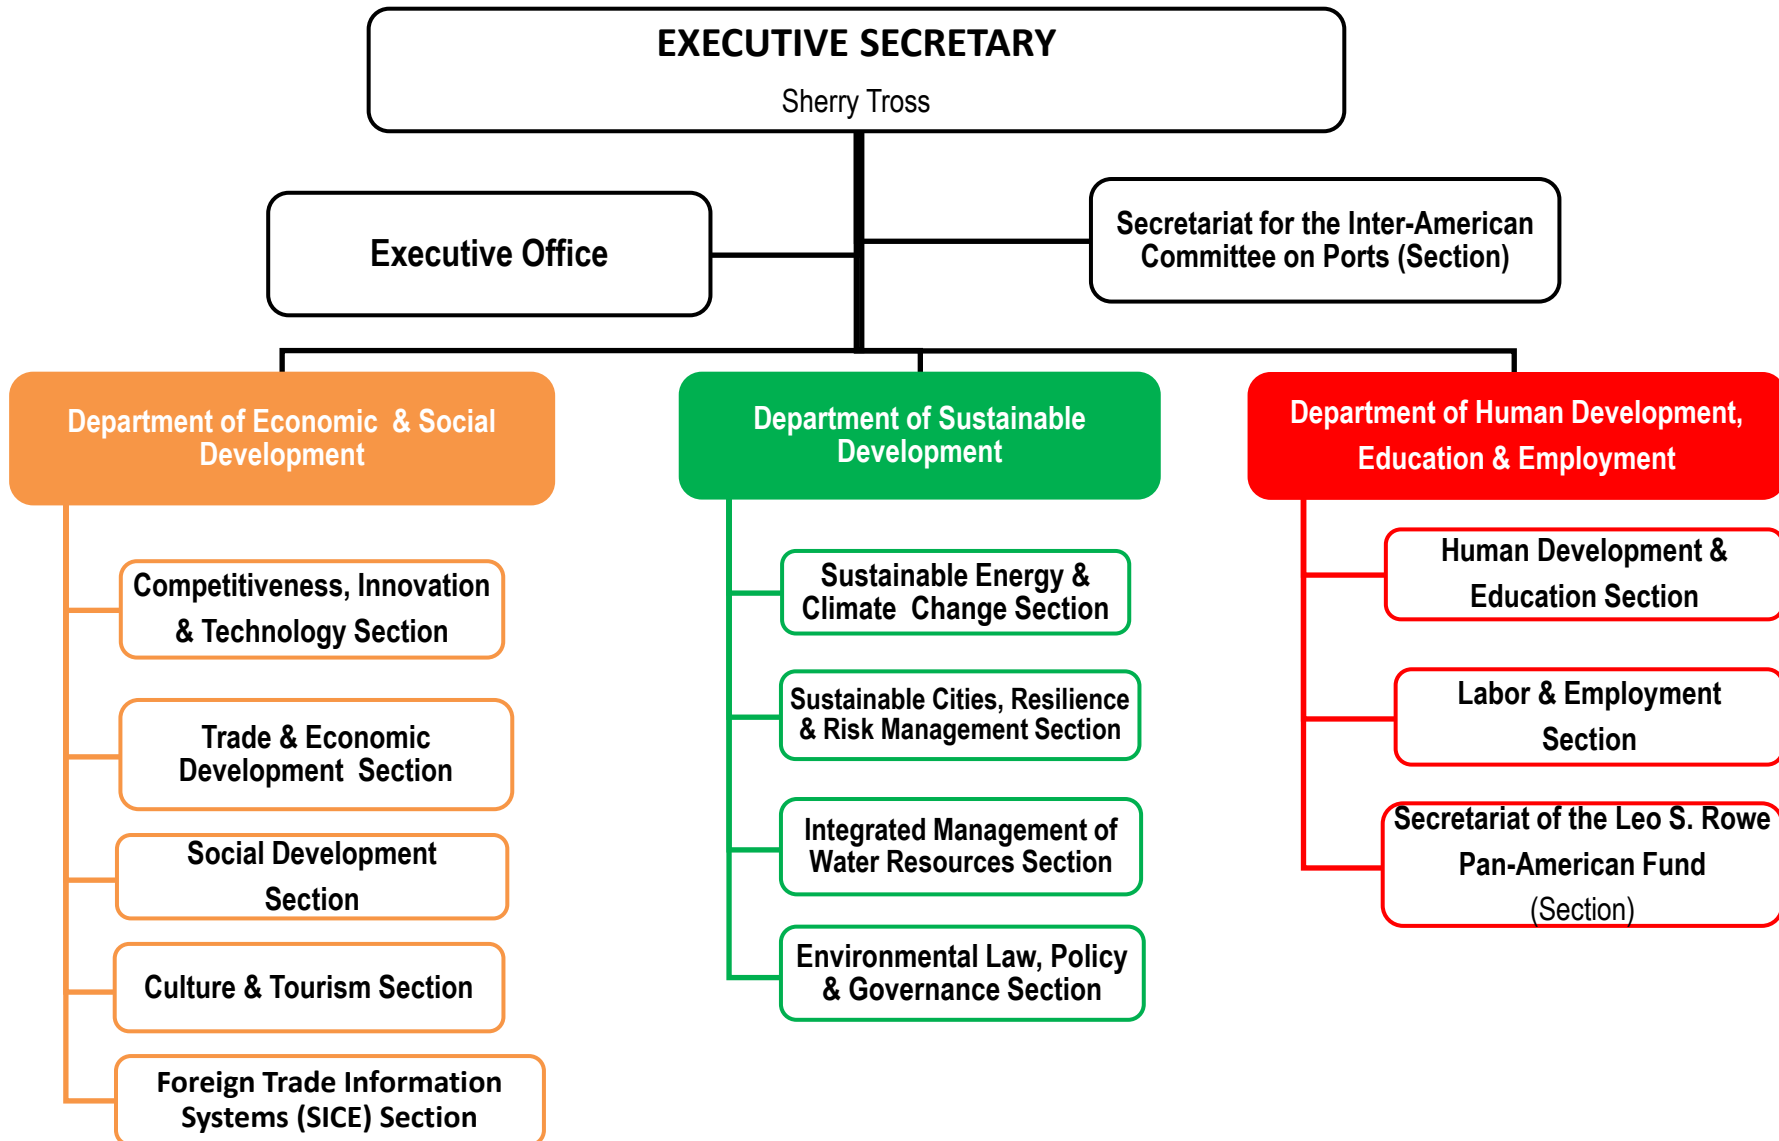 EXECUTIVE SECRETARY
Sherry Tross
Executive Office
Secretariat for the Inter-American
Committee on Ports (Section)
Department of Economic & Social
Development
Competitiveness, Innovation
& Technology Section
Trade & Economic
Development Section
Social Development
Section
Culture & Tourism Section
Foreign Trade Information
Systems (SICE) Section
Department of Sustainable
Development
Sustainable Energy &
Climate Change Section
Sustainable Cities, Resilience
& Risk Management Section
Integrated Management of
Water Resources Section
Environmental Law, Policy
& Governance Section
Department of Human Development,
Education & Employment
Human Development &
Education Section
Labor & Employment
Section
Secretariat of the Leo S. Rowe
Pan-American Fund
(Section)